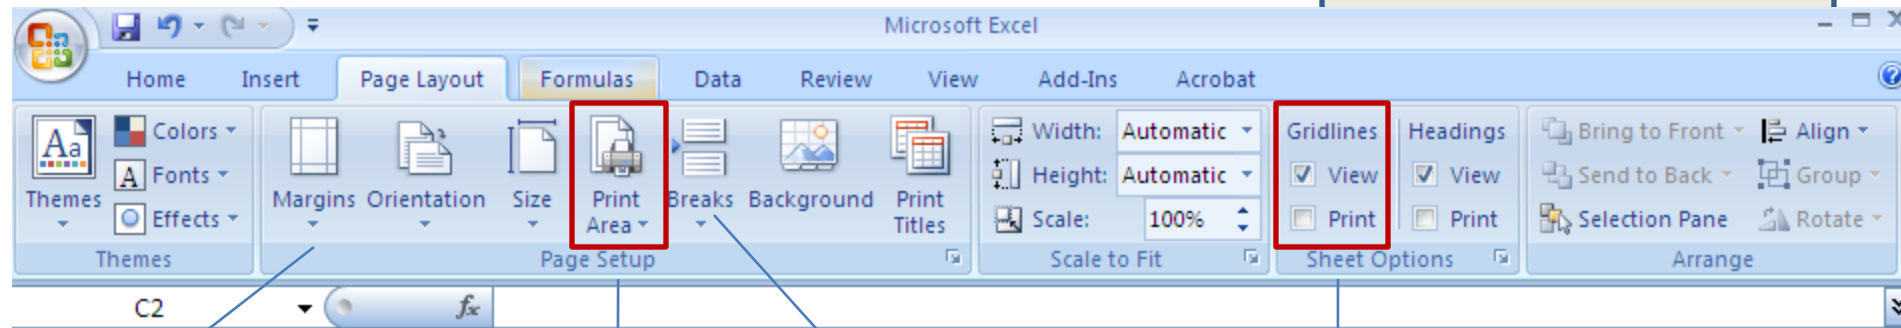 Microsoft Excel
Home Insert Page Layout Formulas Data Review View Add-Ins Acrobat
Aa Colors
A Fonts
Themes Effects
Margins Orientation Size Print Area Breaks Background Print Titles
Width: Automatic
Height: Automatic
Scale: 100%
Gridlines Headings
View View
Print Print
Bring to Front Align
Send to Back Group
Selection Pane Rotate
Themes Page Setup Scale to Fit Sheet Options Arrange
C2 fx